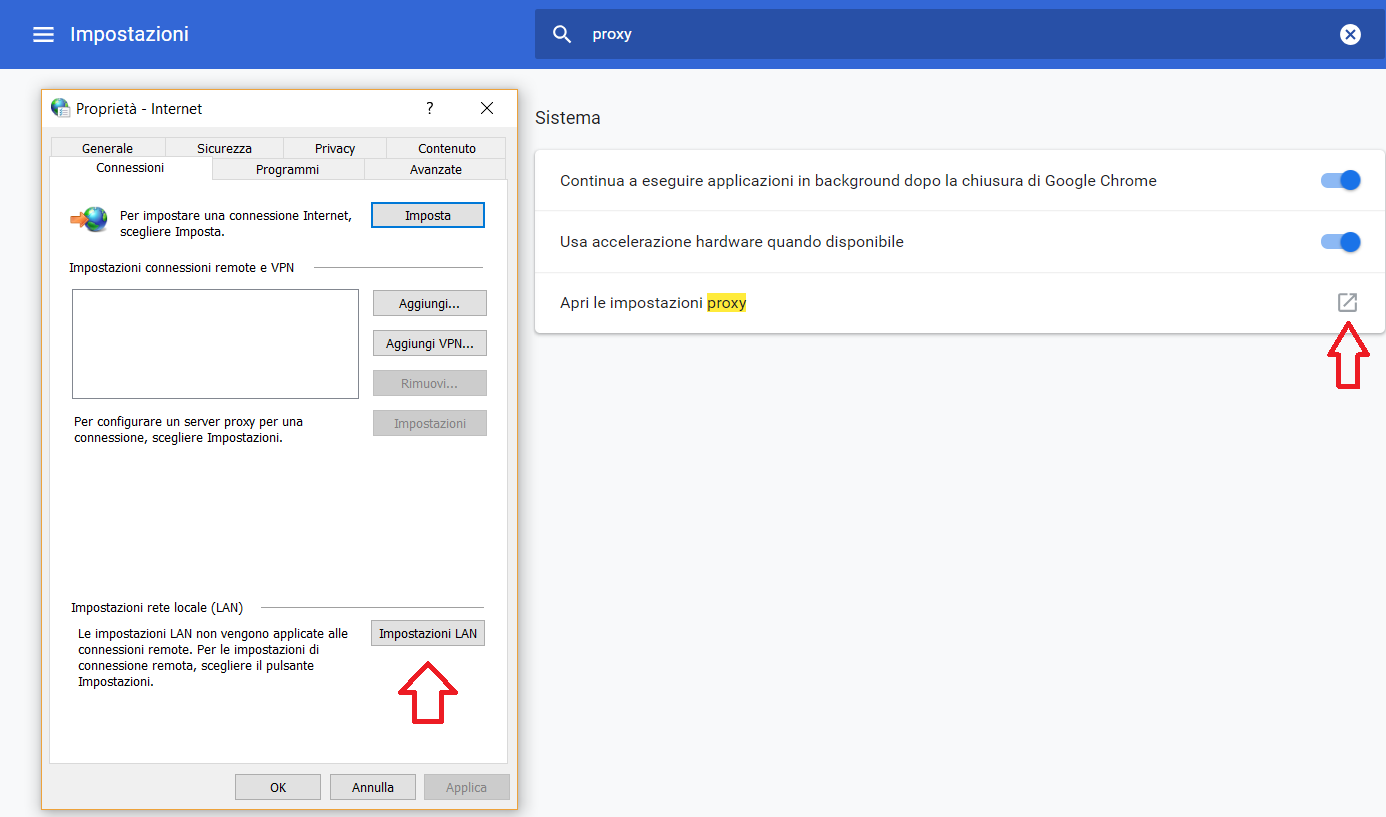 Impostazioni
proxy
Proprietà - Internet
?
Generale
Sicurezza
Privacy
Contenuto
Connessioni
Programmi
Avanzate
Per impostare una connessione Internet,
scegliere Imposta.
Imposta
Impostazioni connessioni remote e VPN
Aggiungi...
Aggiungi VPN...
Rimuovi...
Per configurare un server proxy per una
connessione, scegliere Impostazioni.
Impostazioni
Impostazioni rete locale (LAN)
Le impostazioni LAN non vengono applicate alle
connessioni remote. Per le impostazioni di
connessione remota, scegliere il pulsante
Impostazioni.
Impostazioni LAN
OK
Annulla
Applica
Sistema
Continua a eseguire applicazioni in background dopo la chiusura di Google Chrome
Usa accelerazione hardware quando disponibile
Apri le impostazioni proxy